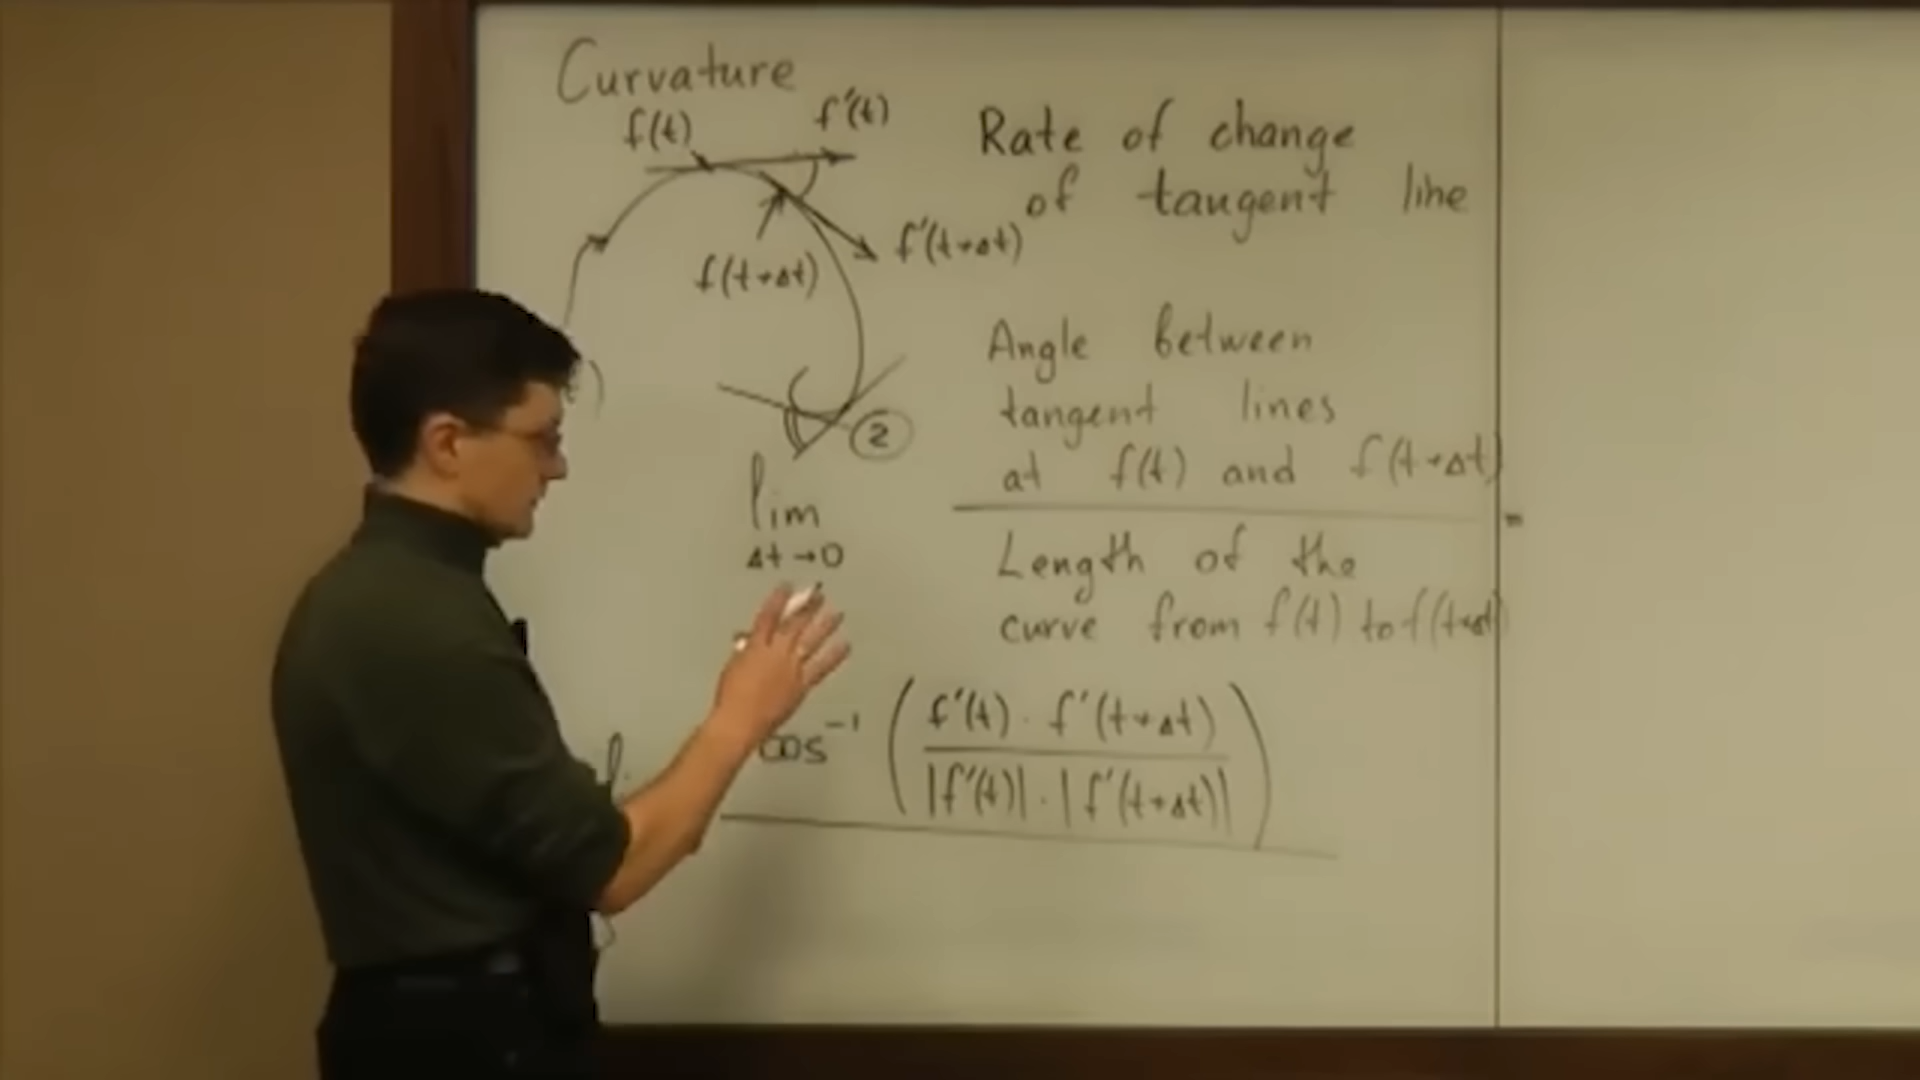 Curvature
f(t)
f'(t)
f'(t+Δt)
f(t+Δt)
2
Rate of change
of tangent line
Angle between
tangent lines
at f(t) and f(t+Δt)
=
lim
Δt→0
Length of the
curve from f(t) to f(t+Δt)
cos⁻¹ (
f'(t) · f'(t+Δt)
|f'(t)| · |f'(t+Δt)|
)